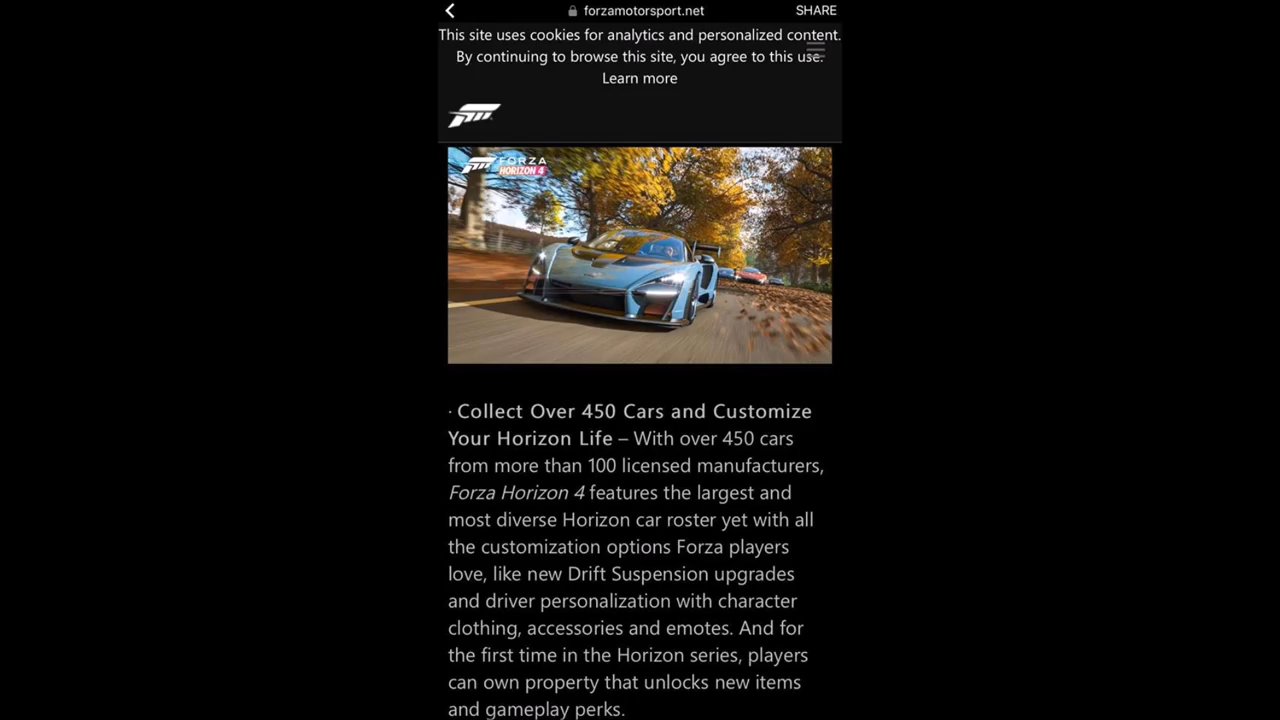 forzamotorsport.net
SHARE
This site uses cookies for analytics and personalized content.
By continuing to browse this site, you agree to this use.
Learn more
FORZA
HORIZON 4
· Collect Over 450 Cars and Customize
Your Horizon Life – With over 450 cars
from more than 100 licensed manufacturers,
Forza Horizon 4 features the largest and
most diverse Horizon car roster yet with all
the customization options Forza players
love, like new Drift Suspension upgrades
and driver personalization with character
clothing, accessories and emotes. And for
the first time in the Horizon series, players
can own property that unlocks new items
and gameplay perks.